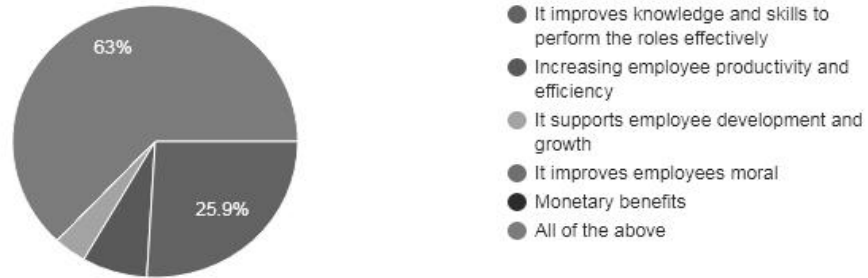 63%
25.9%
It improves knowledge and skills to
perform the roles effectively
Increasing employee productivity and
efficiency
It supports employee development and
growth
It improves employees moral
Monetary benefits
All of the above